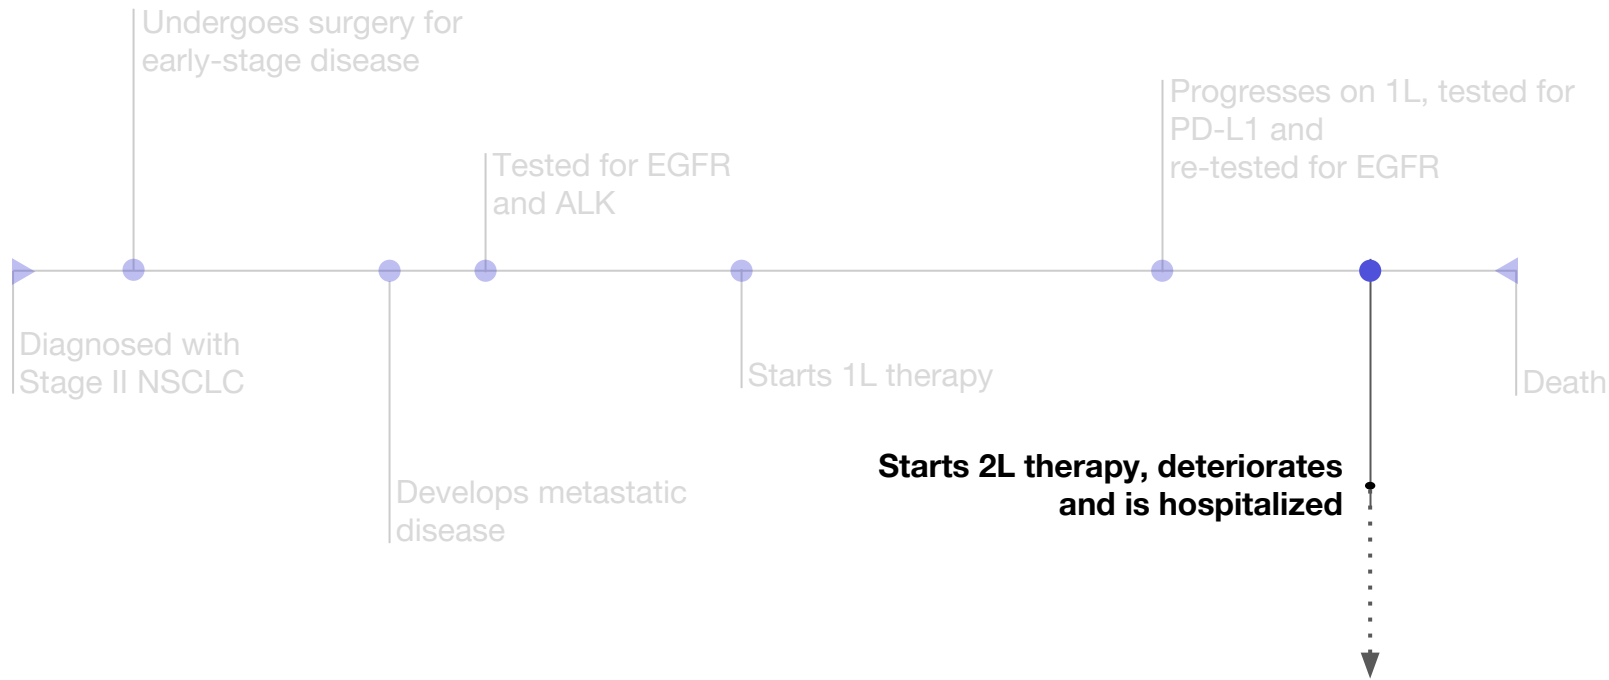 Undergoes surgery for
early-stage disease
Progresses on 1L, tested for
PD-L1 and
re-tested for EGFR
Tested for EGFR
and ALK
Diagnosed with
Stage II NSCLC
Starts 1L therapy
Death
Starts 2L therapy, deteriorates
and is hospitalized
Develops metastatic
disease